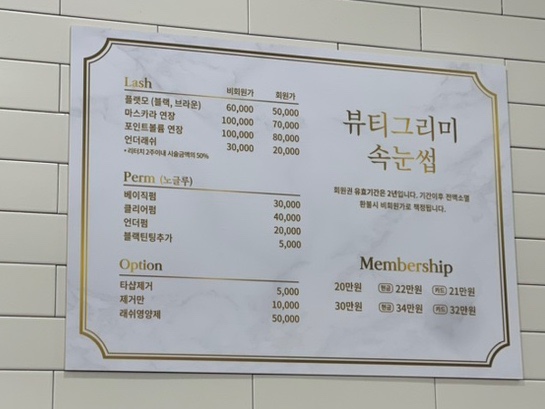 Lash 비회원가 회원가
플랫모 (블랙, 브라운) 60,000 50,000
마스카라 연장 100,000 70,000
포인트볼륨 연장 100,000 80,000
언더래쉬 30,000 20,000
* 리터치 2주이내 시술금액의 50%
Perm (노글루)
베이직펌 30,000
클리어펌 40,000
언더펌 20,000
블랙틴팅추가 5,000
Option
타샵제거 5,000
제거만 10,000
래쉬영양제 50,000
뷰티그리미
속눈썹
회원권 유효기간은 2년입니다. 기간이후 전액소멸
환불시 비회원가로 책정됩니다.
Membership
20만원 현금 22만원 카드 21만원
30만원 현금 34만원 카드 32만원